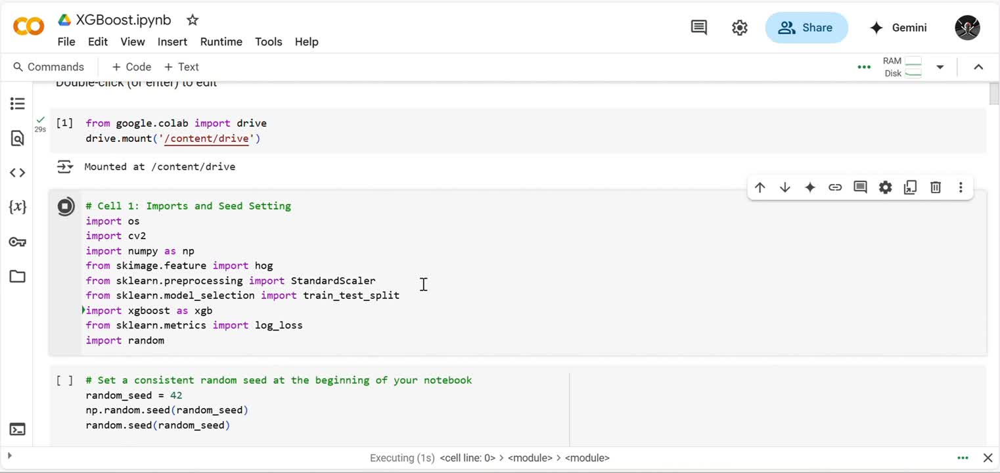 XGBoost.ipynb
File Edit View Insert Runtime Tools Help
Share
Gemini
Commands
+ Code + Text
RAM
Disk
Double-click (or enter) to edit
29s
[1] from google.colab import drive
drive.mount('/content/drive')
Mounted at /content/drive
# Cell 1: Imports and Seed Setting
import os
import cv2
import numpy as np
from skimage.feature import hog
from sklearn.preprocessing import StandardScaler
from sklearn.model_selection import train_test_split
import xgboost as xgb
from sklearn.metrics import log_loss
import random
[ ] # Set a consistent random seed at the beginning of your notebook
random_seed = 42
np.random.seed(random_seed)
random.seed(random_seed)
Executing (1s) <cell line: 0> > <module> > <module>